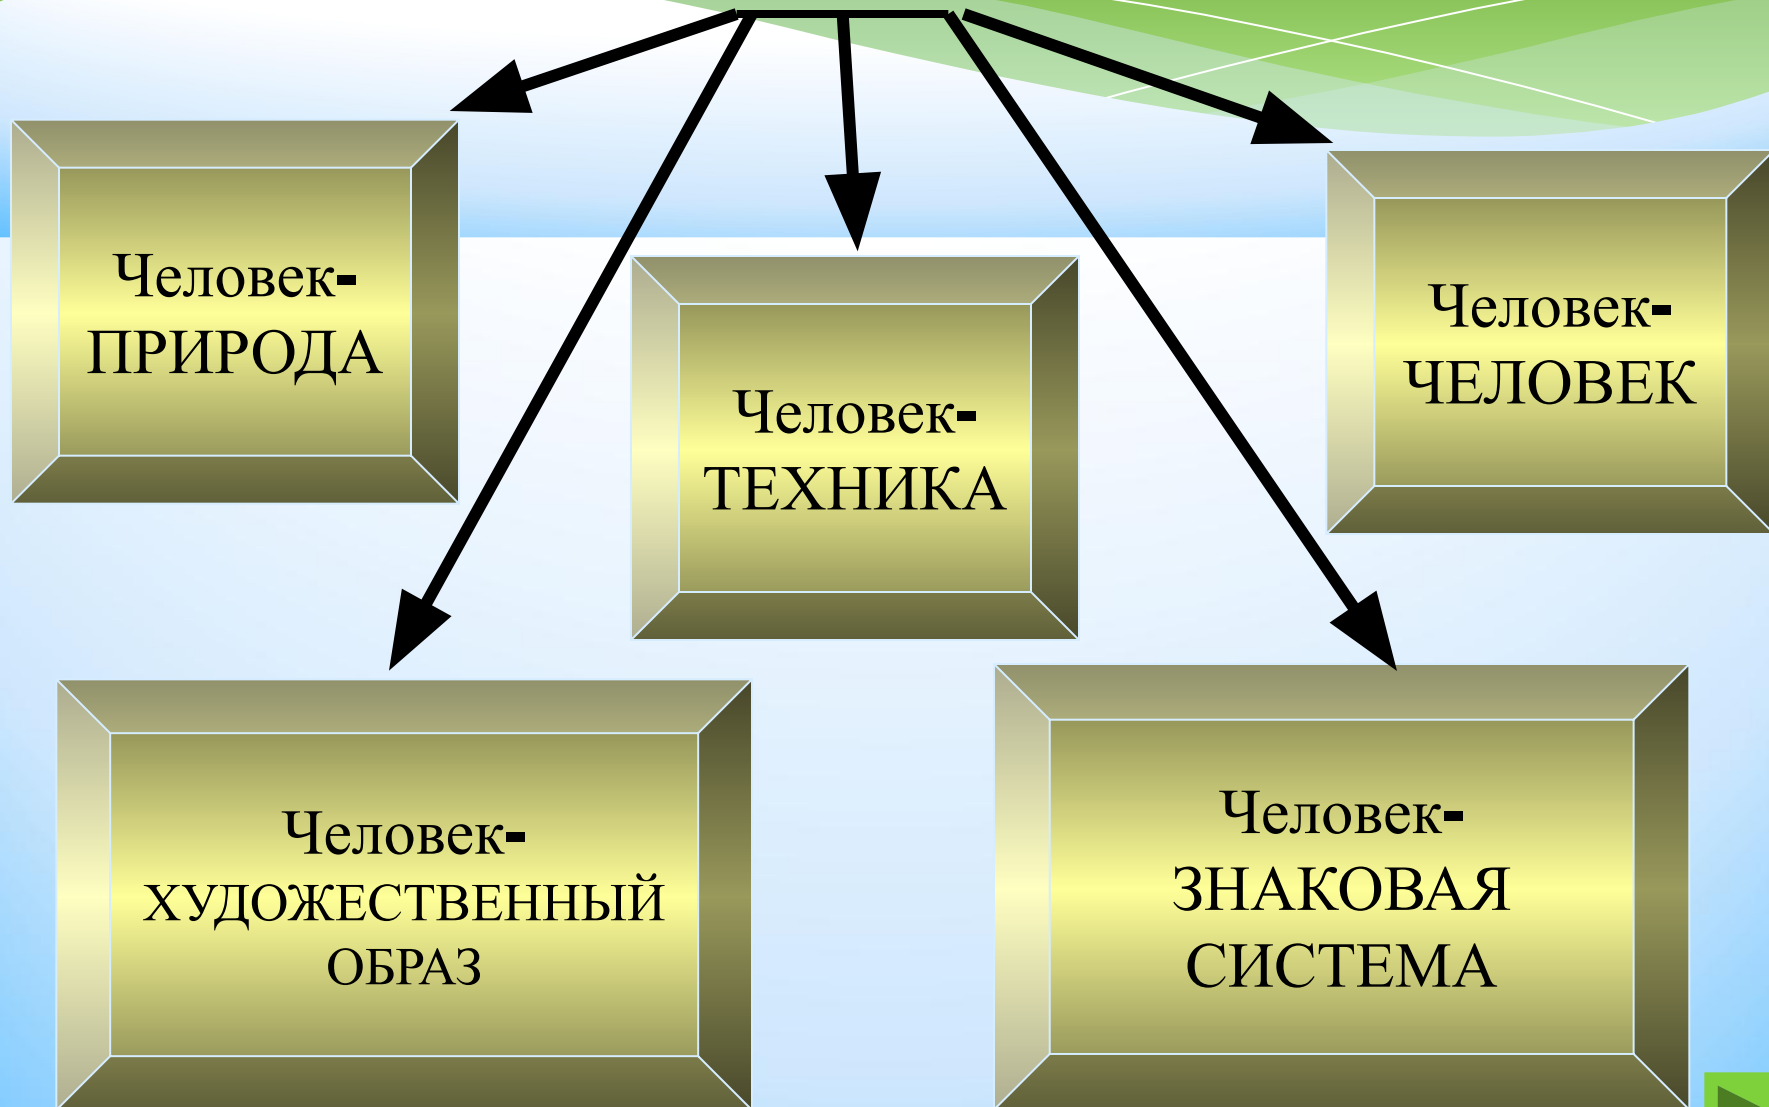 Человек-
ПРИРОДА
Человек-
ТЕХНИКА
Человек-
ЧЕЛОВЕК
Человек-
ХУДОЖЕСТВЕННЫЙ
ОБРАЗ
Человек-
ЗНАКОВАЯ
СИСТЕМА